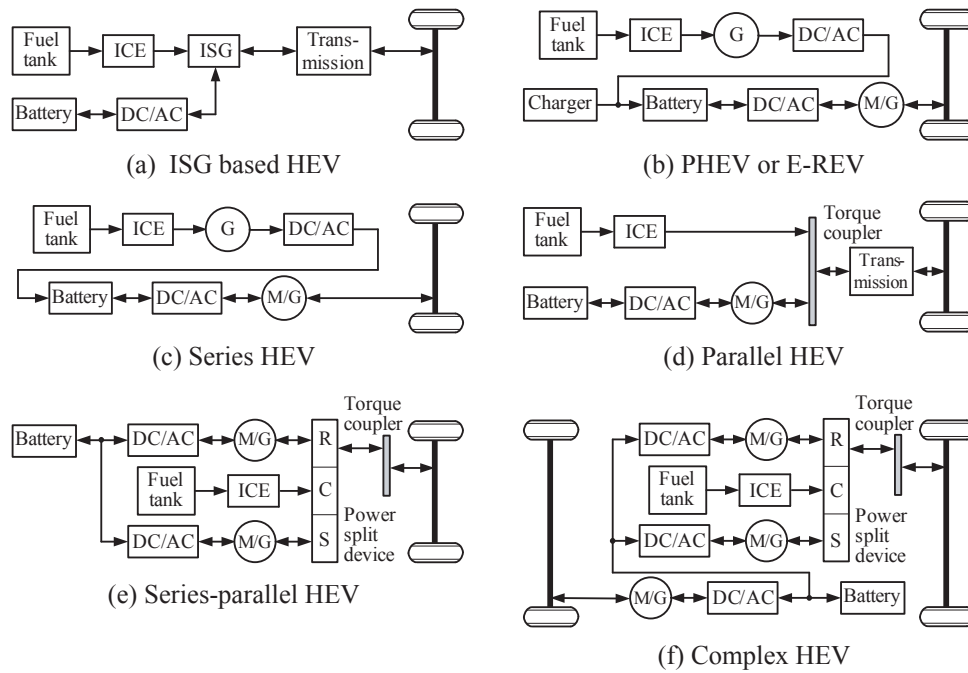 Fuel
tank
ICE
ISG
Trans-
mission
Battery
DC/AC
(a) ISG based HEV
Fuel
tank
ICE
G
DC/AC
Charger
Battery
DC/AC
M/G
(b) PHEV or E-REV
Fuel
tank
ICE
G
DC/AC
Battery
DC/AC
M/G
(c) Series HEV
Fuel
tank
ICE
Torque
coupler
Trans-
mission
Battery
DC/AC
M/G
(d) Parallel HEV
Battery
DC/AC
M/G
R
Torque
coupler
Fuel
tank
ICE
C
DC/AC
M/G
S
Power
split
device
(e) Series-parallel HEV
DC/AC
M/G
R
Torque
coupler
Fuel
tank
ICE
C
DC/AC
M/G
S
Power
split
device
M/G
DC/AC
Battery
(f) Complex HEV